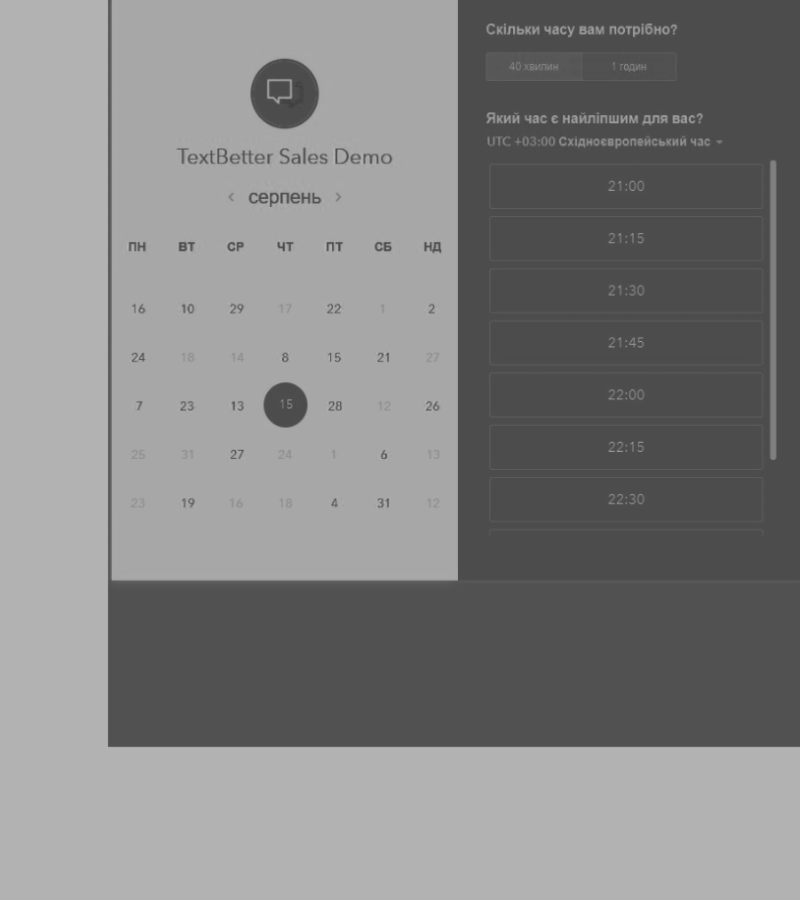 TextBetter Sales Demo
‹ серпень ›
ПН ВТ СР ЧТ ПТ СБ НД
16 10 29 17 22 1 2
24 18 14 8 15 21 27
7 23 13 15 28 12 26
25 31 27 24 1 6 13
23 19 16 18 4 31 12
Скільки часу вам потрібно?
40 хвилин 1 годин
Який час є найліпшим для вас?
UTC +03:00 Східноєвропейський час
21:00
21:15
21:30
21:45
22:00
22:15
22:30